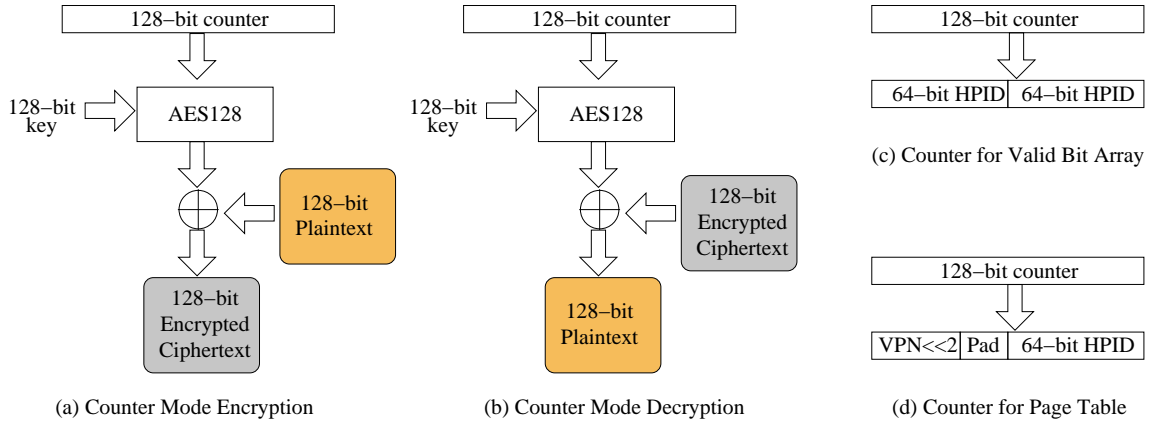 128−bit counter
128−bit
key
AES128
128−bit
Plaintext
128−bit
Encrypted
Ciphertext
(a) Counter Mode Encryption
128−bit counter
128−bit
key
AES128
128−bit
Encrypted
Ciphertext
128−bit
Plaintext
(b) Counter Mode Decryption
128−bit counter
64−bit HPID 64−bit HPID
(c) Counter for Valid Bit Array
128−bit counter
VPN<<2 Pad 64−bit HPID
(d) Counter for Page Table